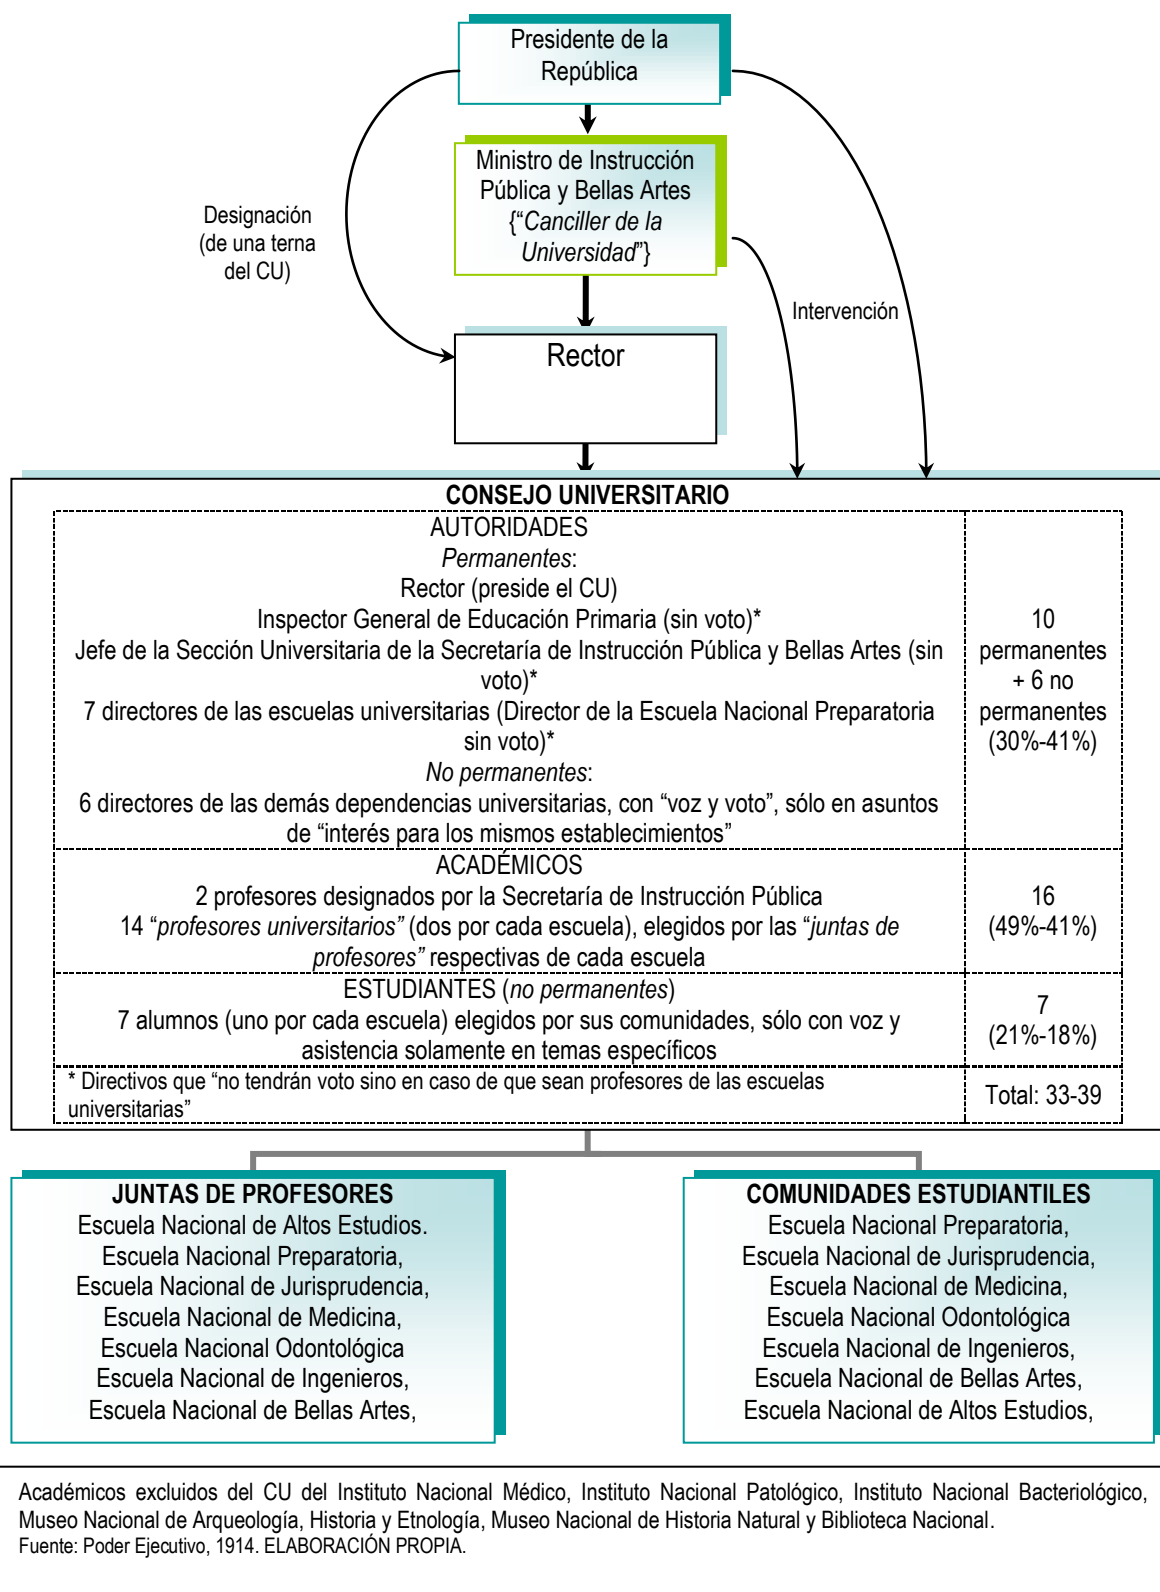 Presidente de la
República
Ministro de Instrucción
Pública y Bellas Artes
{“Canciller de la
Universidad”}
Designación
(de una terna
del CU)
Intervención
Rector
CONSEJO UNIVERSITARIO
AUTORIDADES
Permanentes:
Rector (preside el CU)
Inspector General de Educación Primaria (sin voto)*
Jefe de la Sección Universitaria de la Secretaría de Instrucción Pública y Bellas Artes (sin
voto)*
7 directores de las escuelas universitarias (Director de la Escuela Nacional Preparatoria
sin voto)*
No permanentes:
6 directores de las demás dependencias universitarias, con “voz y voto”, sólo en asuntos
de “interés para los mismos establecimientos”
10
permanentes
+ 6 no
permanentes
(30%-41%)
ACADÉMICOS
2 profesores designados por la Secretaría de Instrucción Pública
14 “profesores universitarios” (dos por cada escuela), elegidos por las “juntas de
profesores” respectivas de cada escuela
16
(49%-41%)
ESTUDIANTES (no permanentes)
7 alumnos (uno por cada escuela) elegidos por sus comunidades, sólo con voz y
asistencia solamente en temas específicos
7
(21%-18%)
* Directivos que “no tendrán voto sino en caso de que sean profesores de las escuelas
universitarias”
Total: 33-39
JUNTAS DE PROFESORES
Escuela Nacional de Altos Estudios.
Escuela Nacional Preparatoria,
Escuela Nacional de Jurisprudencia,
Escuela Nacional de Medicina,
Escuela Nacional Odontológica
Escuela Nacional de Ingenieros,
Escuela Nacional de Bellas Artes,
COMUNIDADES ESTUDIANTILES
Escuela Nacional Preparatoria,
Escuela Nacional de Jurisprudencia,
Escuela Nacional de Medicina,
Escuela Nacional Odontológica
Escuela Nacional de Ingenieros,
Escuela Nacional de Bellas Artes,
Escuela Nacional de Altos Estudios,
Académicos excluidos del CU del Instituto Nacional Médico, Instituto Nacional Patológico, Instituto Nacional Bacteriológico,
Museo Nacional de Arqueología, Historia y Etnología, Museo Nacional de Historia Natural y Biblioteca Nacional.
Fuente: Poder Ejecutivo, 1914. ELABORACIÓN PROPIA.